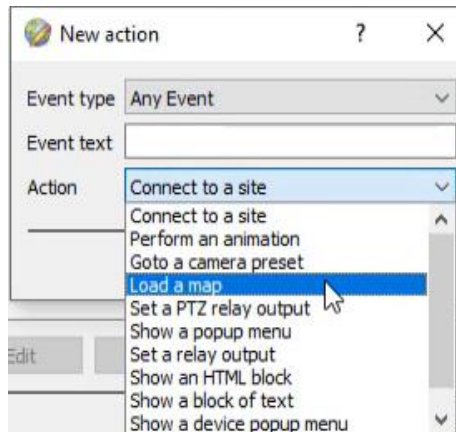 New action ?
Event type Any Event
Event text
Action Connect to a site
Connect to a site
Perform an animation
Goto a camera preset
Load a map
Set a PTZ relay output
Show a popup menu
Edit
Set a relay output
Show an HTML block
Show a block of text
Show a device popup menu